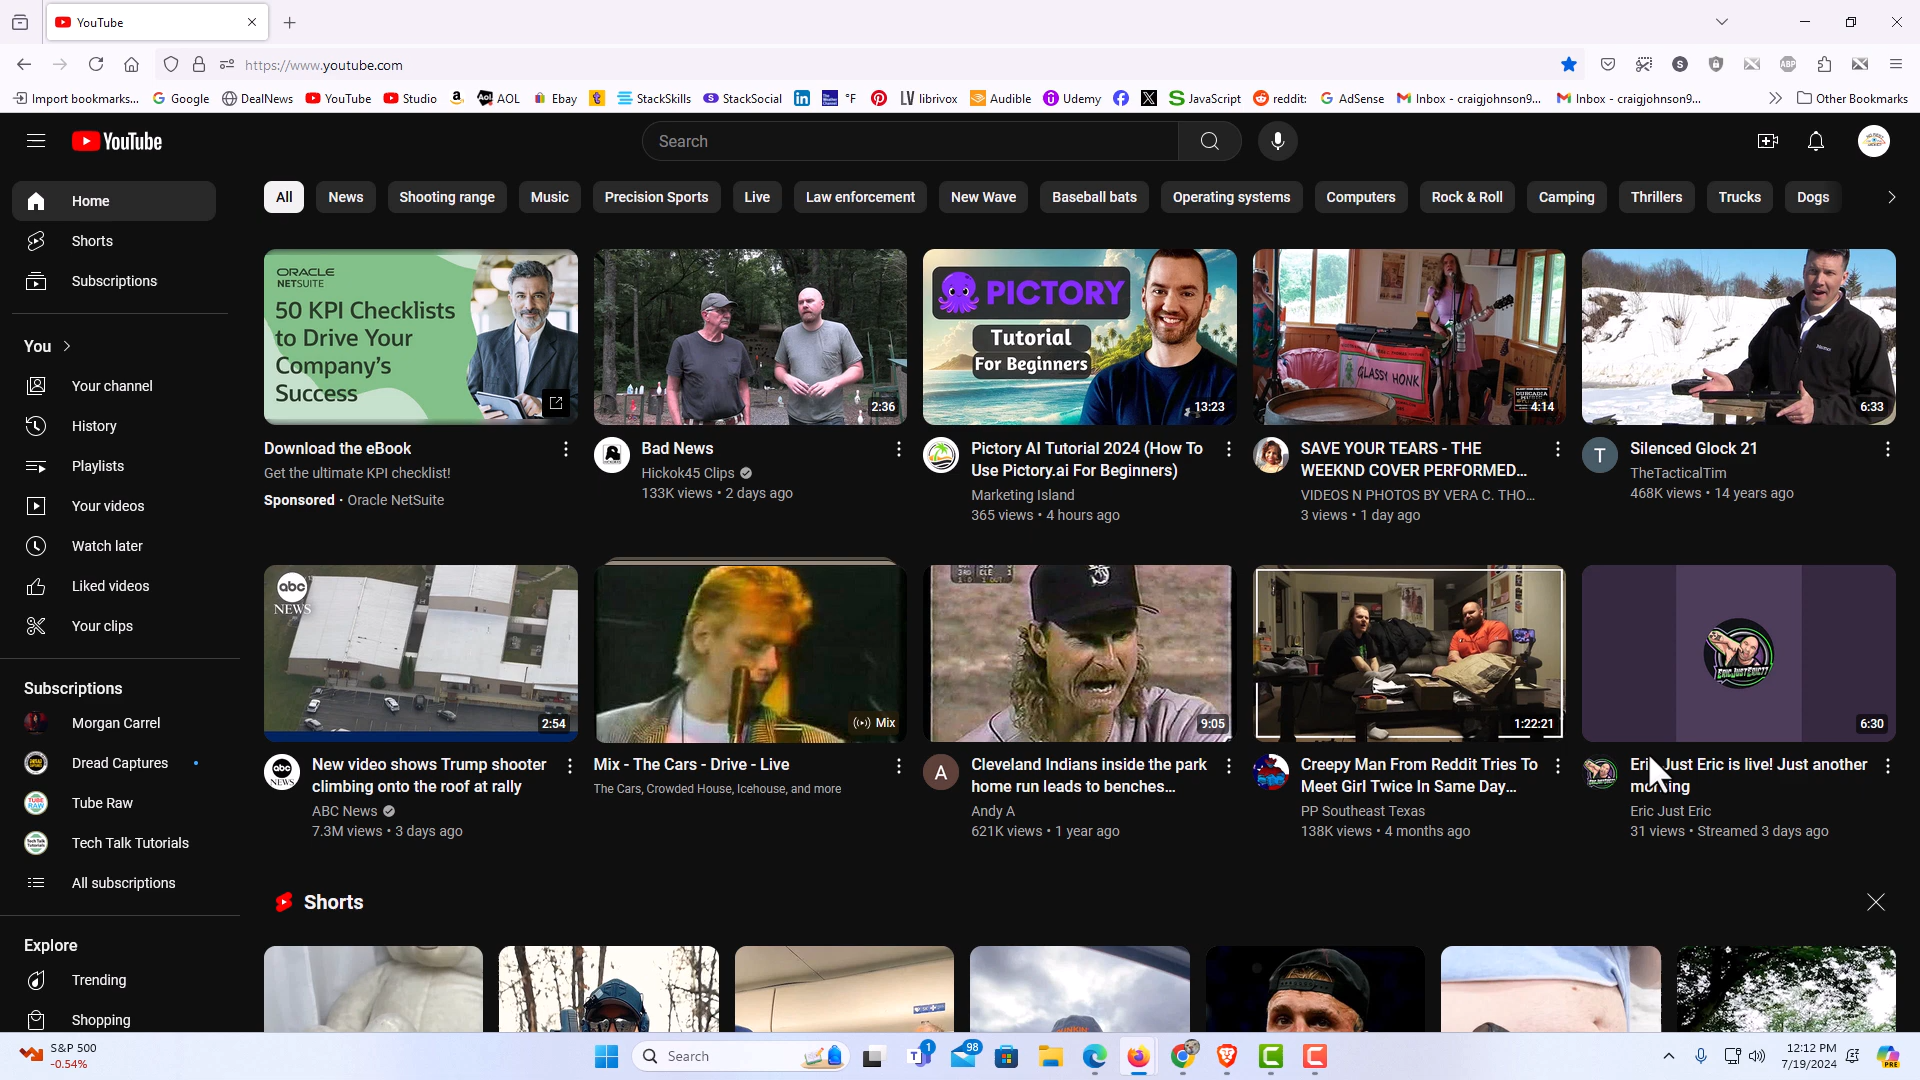 YouTube
https://www.youtube.com
Import bookmarks... Google DealNews YouTube Studio AOL Ebay °F StackSkills StackSocial librivox Audible Udemy JavaScript reddit: AdSense Inbox - craigjohnson9... Inbox - craigjohnson9... Other Bookmarks
YouTube
Search
Home
Shorts
Subscriptions
You
Your channel
History
Playlists
Your videos
Watch later
Liked videos
Your clips
Subscriptions
Morgan Carrel
Dread Captures
Tube Raw
Tech Talk Tutorials
All subscriptions
Explore
Trending
Shopping
All News Shooting range Music Precision Sports Live Law enforcement New Wave Baseball bats Operating systems Computers Rock & Roll Camping Thrillers Trucks Dogs
ORACLE
NETSUITE
50 KPI Checklists
to Drive Your
Company's
Success
Download the eBook
Get the ultimate KPI checklist!
Sponsored · Oracle NetSuite
2:36
Bad News
Hickok45 Clips
133K views • 2 days ago
PICTORY
Tutorial
For Beginners
13:23
Pictory AI Tutorial 2024 (How To
Use Pictory.ai For Beginners)
Marketing Island
365 views • 4 hours ago
GLASSY HONK
4:14
SAVE YOUR TEARS - THE
WEEKND COVER PERFORMED...
VIDEOS N PHOTOS BY VERA C. THO...
3 views • 1 day ago
6:33
T
Silenced Glock 21
TheTacticalTim
468K views • 14 years ago
abc
NEWS
2:54
abc
NEWS
New video shows Trump shooter
climbing onto the roof at rally
ABC News
7.3M views • 3 days ago
Mix
Mix - The Cars - Drive - Live
The Cars, Crowded House, Icehouse, and more
9:05
A
Cleveland Indians inside the park
home run leads to benches...
Andy A
621K views • 1 year ago
1:22:21
Creepy Man From Reddit Tries To
Meet Girl Twice In Same Day...
PP Southeast Texas
138K views • 4 months ago
ERICJUSTERIC77
6:30
Just Eric is live! Just another
Eric Just Eric
31 views • Streamed 3 days ago
Shorts
S&P 500
-0.54%
Search
1
98
12:12 PM
7/19/2024
PRE